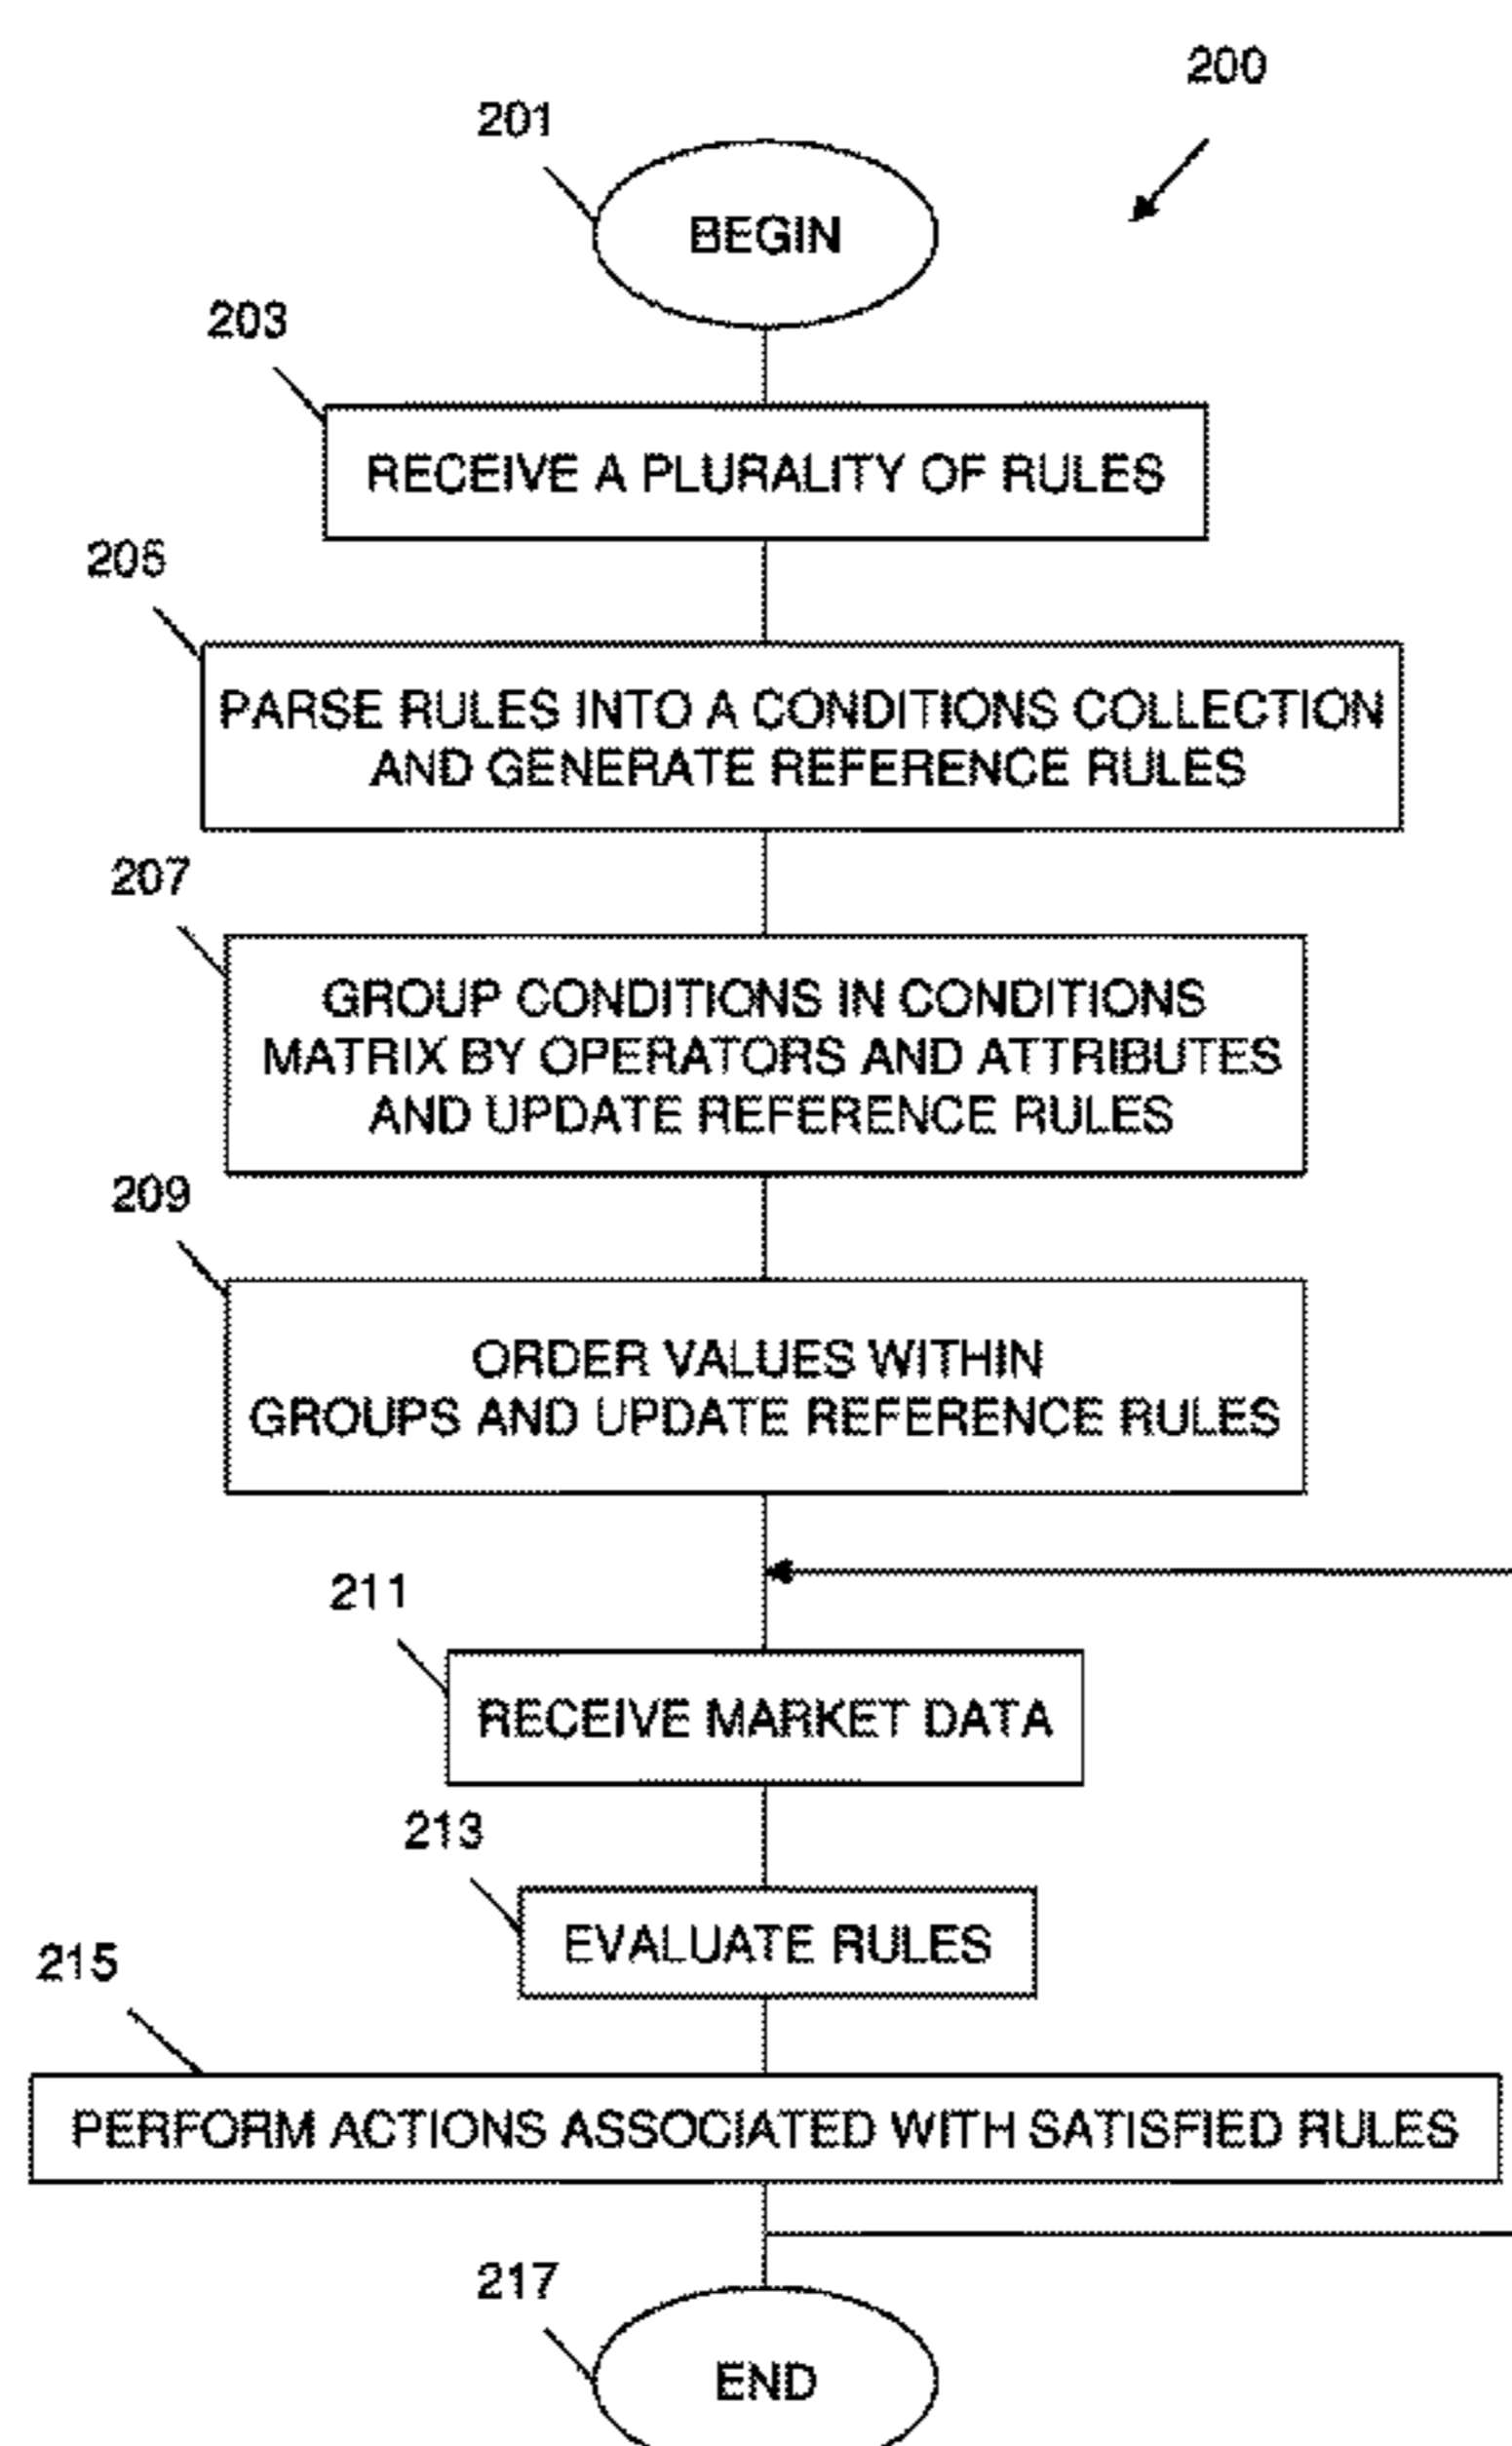 200
201
BEGIN
203
RECEIVE A PLURALITY OF RULES
205
PARSE RULES INTO A CONDITIONS COLLECTION
AND GENERATE REFERENCE RULES
207
GROUP CONDITIONS IN CONDITIONS
MATRIX BY OPERATORS AND ATTRIBUTES
AND UPDATE REFERENCE RULES
209
ORDER VALUES WITHIN
GROUPS AND UPDATE REFERENCE RULES
211
RECEIVE MARKET DATA
213
EVALUATE RULES
215
PERFORM ACTIONS ASSOCIATED WITH SATISFIED RULES
217
END